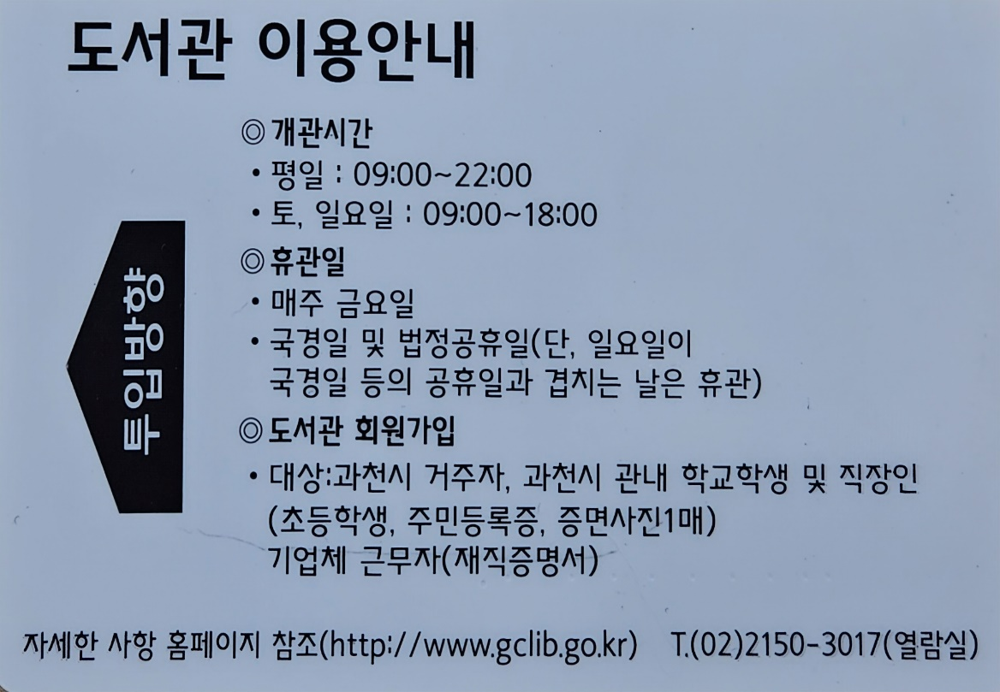 도서관 이용안내
◎ 개관시간
• 평일 : 09:00~22:00
• 토, 일요일 : 09:00~18:00
◎ 휴관일
• 매주 금요일
• 국경일 및 법정공휴일(단, 일요일이
국경일 등의 공휴일과 겹치는 날은 휴관)
◎ 도서관 회원가입
• 대상:과천시 거주자, 과천시 관내 학교학생 및 직장인
(초등학생, 주민등록증, 증면사진1매)
기업체 근무자(재직증명서)
투입방향
자세한 사항 홈페이지 참조(http://www.gclib.go.kr) T.(02)2150-3017(열람실)